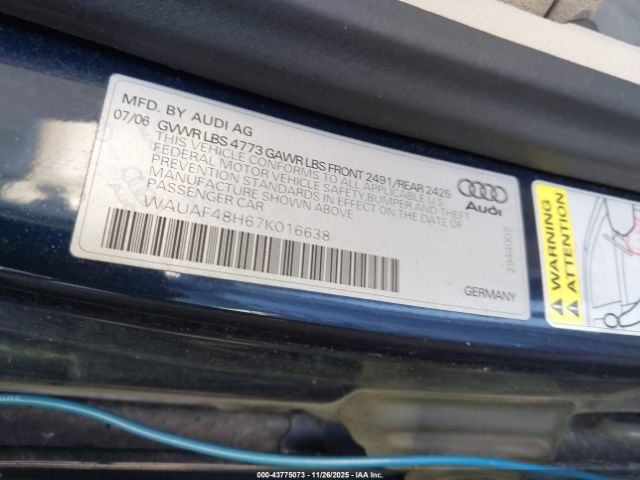 MFD. BY AUDI AG
07/06 GVWR LBS 4773 GAWR LBS FRONT 2491/REAR 2425
THIS VEHICLE CONFORMS TO ALL APPLICABLE U.S.
FEDERAL MOTOR VEHICLE SAFETY, BUMPER AND THEFT
PREVENTION STANDARDS IN EFFECT ON THE DATE OF
MANUFACTURE SHOWN ABOVE
PASSENGER CAR
WAUAF48H67K016638
Audi
2944002
GERMANY
WARNING
ATTENTION
000-43775073 - 11/26/2025 - IAA Inc.